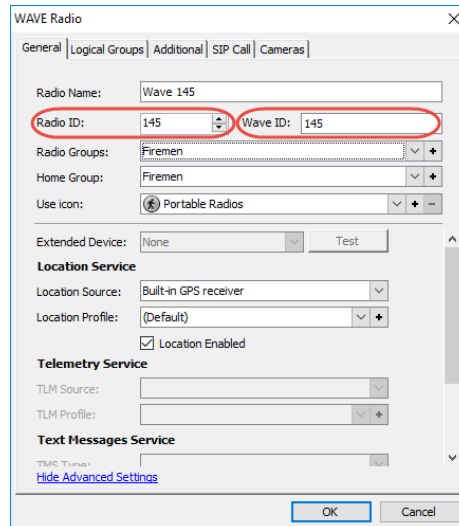 WAVE Radio
General Logical Groups Additional SIP Call Cameras
Radio Name: Wave 145
Radio ID: 145 Wave ID: 145
Radio Groups: Firemen
Home Group: Firemen
Use icon: Portable Radios
Extended Device: None Test
Location Service
Location Source: Built-in GPS receiver
Location Profile: (Default)
Location Enabled
Telemetry Service
TLM Source:
TLM Profile:
Text Messages Service
TMS Type:
Hide Advanced Settings
OK Cancel